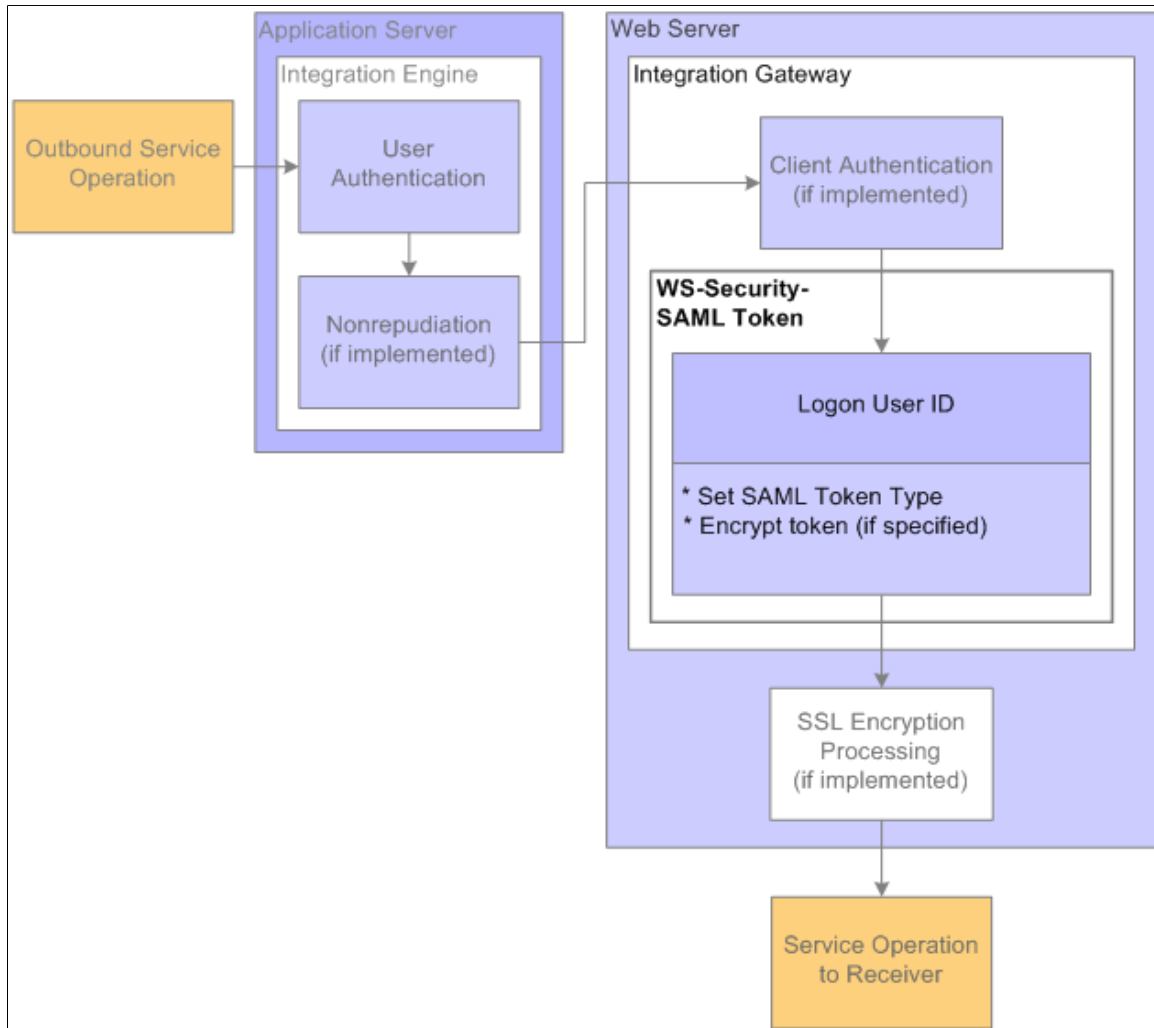 Application Server
Integration Engine
Outbound Service
Operation
User
Authentication
Nonrepudiation
(if implemented)
Web Server
Integration Gateway
Client Authentication
(if implemented)
WS-Security-
SAML Token
Logon User ID
* Set SAML Token Type
* Encrypt token (if specified)
SSL Encryption
Processing
(if implemented)
Service Operation
to Receiver